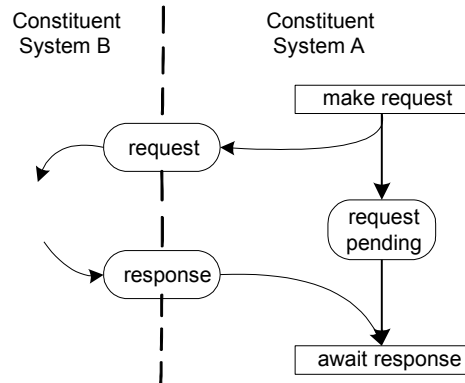 Constituent
System B
Constituent
System A
make request
request
request
pending
response
await response